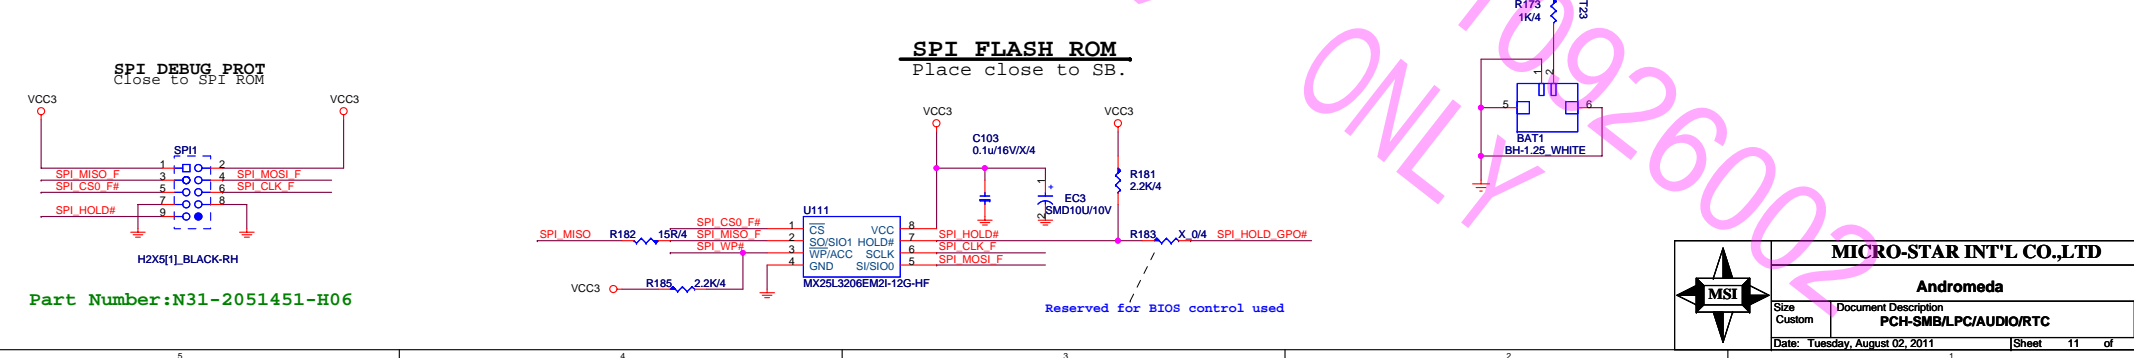 SPI DEBUG PROT
Close to SPI ROM
VCC3
VCC3
SPI1
1
2
SPI_MISO_F
3
4
SPI_MOSI_F
SPI_CS0_F#
5
6
SPI_CLK_F
7
8
SPI_HOLD#
9
H2X5[1]_BLACK-RH
Part Number:N31-2051451-H06
SPI FLASH ROM
Place close to SB.
VCC3
C103
0.1u/16V/X/4
VCC3
1
+
EC3
SMD10U/10V
2
R181
2.2K/4
U111
SPI_CS0_F#
1
CS
VCC
8
SPI_MISO
R182
15R/4
SPI_MISO_F
2
SO/SIO1
HOLD#
7
SPI_HOLD#
R183
X_0/4
SPI_HOLD_GPO#
SPI_WP#
3
WP/ACC
SCLK
6
SPI_CLK_F
4
GND
SI/SIO0
5
SPI_MOSI_F
MX25L3206EM2I-12G-HF
VCC3
R185
2.2K/4
Reserved for BIOS control used
R173
1K/4
T23
1
2
5
6
BAT1
BH-1.25_WHITE
10926002
ONLY
MSI
MICRO-STAR INT'L CO.,LTD
Andromeda
Size
Document Description
Custom
PCH-SMB/LPC/AUDIO/RTC
Date: Tuesday, August 02, 2011
Sheet 11 of
5
4
3
2
1